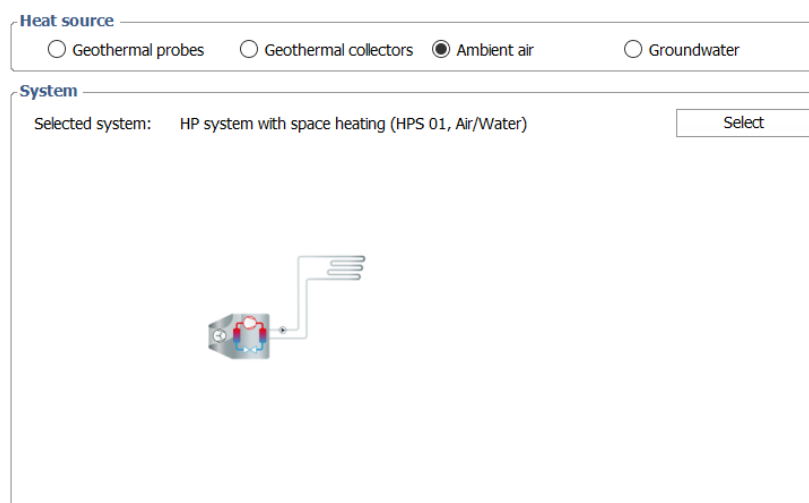 Heat source
Geothermal probes Geothermal collectors Ambient air Groundwater
System
Selected system: HP system with space heating (HPS 01, Air/Water) Select